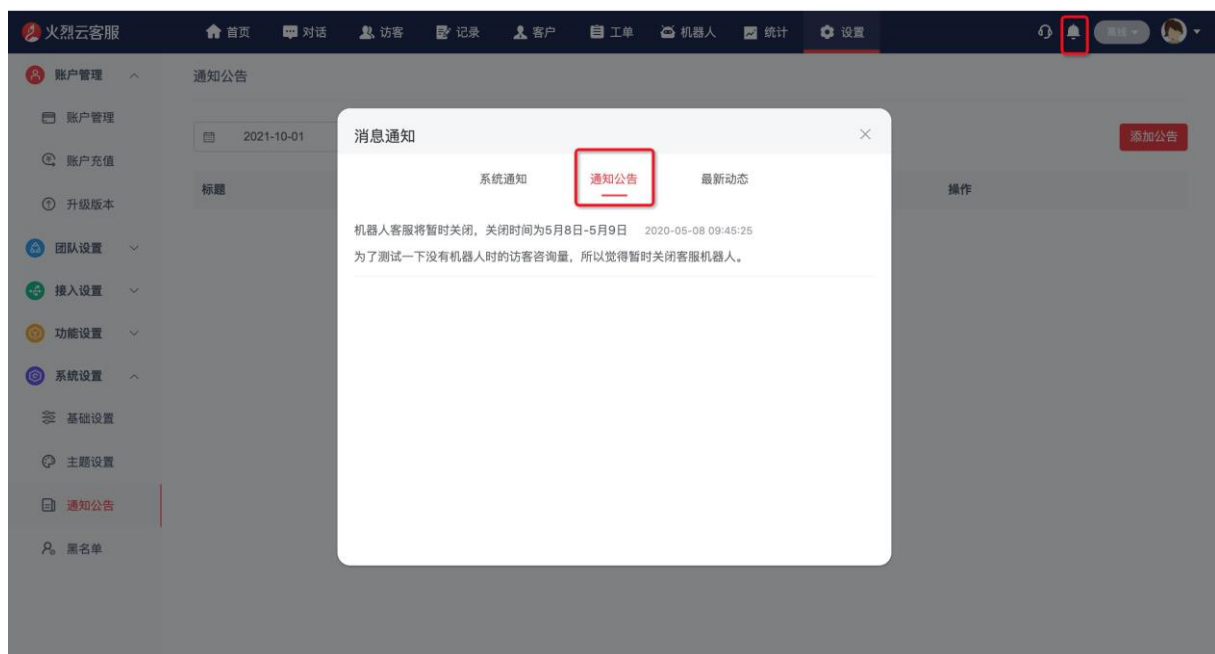 火烈云客服
首页 对话 访客 记录 客户 工单 机器人 统计 设置
离线
账户管理
通知公告
账户管理
2021-10-01
消息通知
添加公告
账户充值
标题
系统通知 通知公告 最新动态
操作
升级版本
机器人客服将暂时关闭，关闭时间为5月8日-5月9日 2020-05-08 09:45:25
团队设置
为了测试一下没有机器人时的访客咨询量，所以觉得暂时关闭客服机器人。
接入设置
功能设置
系统设置
基础设置
主题设置
通知公告
黑名单